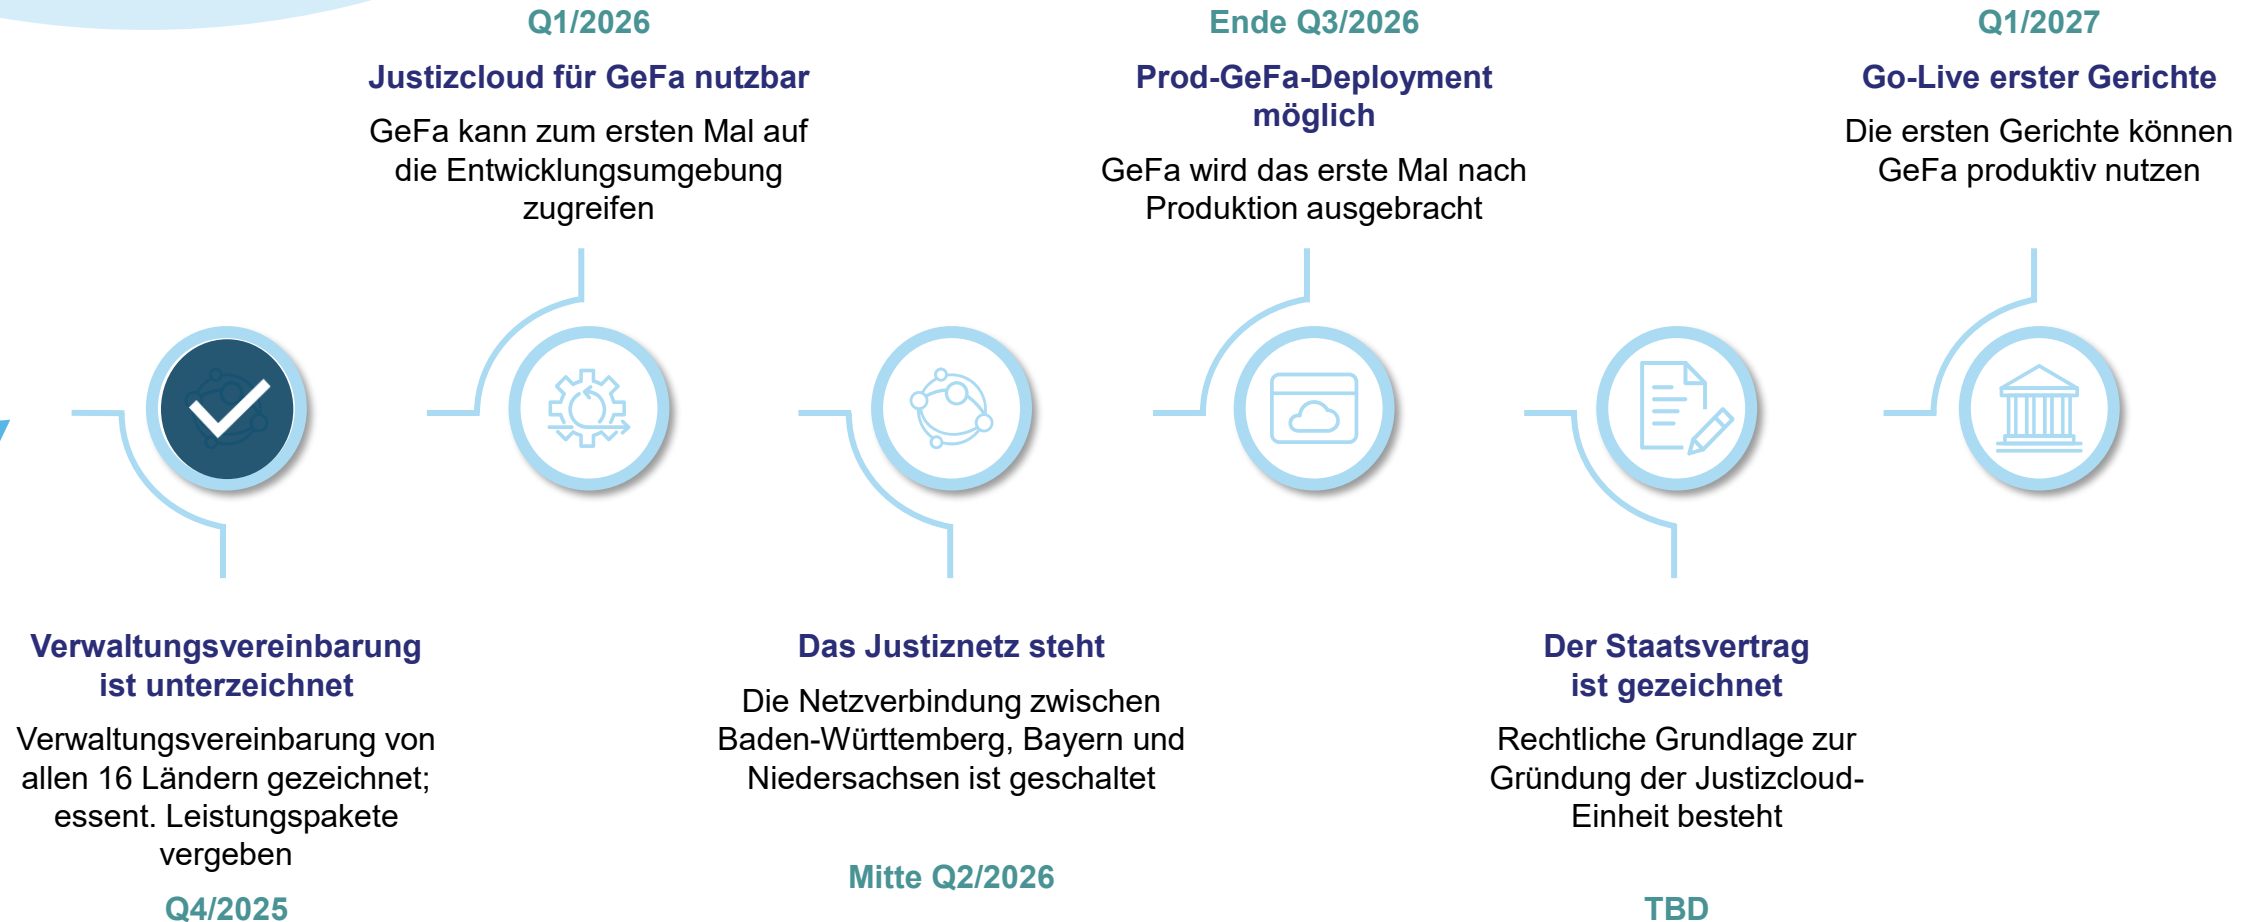 Q1/2026
Justizcloud für GeFa nutzbar
GeFa kann zum ersten Mal auf
die Entwicklungsumgebung
zugreifen
Ende Q3/2026
Prod-GeFa-Deployment
möglich
GeFa wird das erste Mal nach
Produktion ausgebracht
Q1/2027
Go-Live erster Gerichte
Die ersten Gerichte können
GeFa produktiv nutzen
Verwaltungsvereinbarung
ist unterzeichnet
Verwaltungsvereinbarung von
allen 16 Ländern gezeichnet;
essent. Leistungspakete
vergeben
Q4/2025
Das Justiznetz steht
Die Netzverbindung zwischen
Baden-Württemberg, Bayern und
Niedersachsen ist geschaltet
Mitte Q2/2026
Der Staatsvertrag
ist gezeichnet
Rechtliche Grundlage zur
Gründung der Justizcloud-
Einheit besteht
TBD